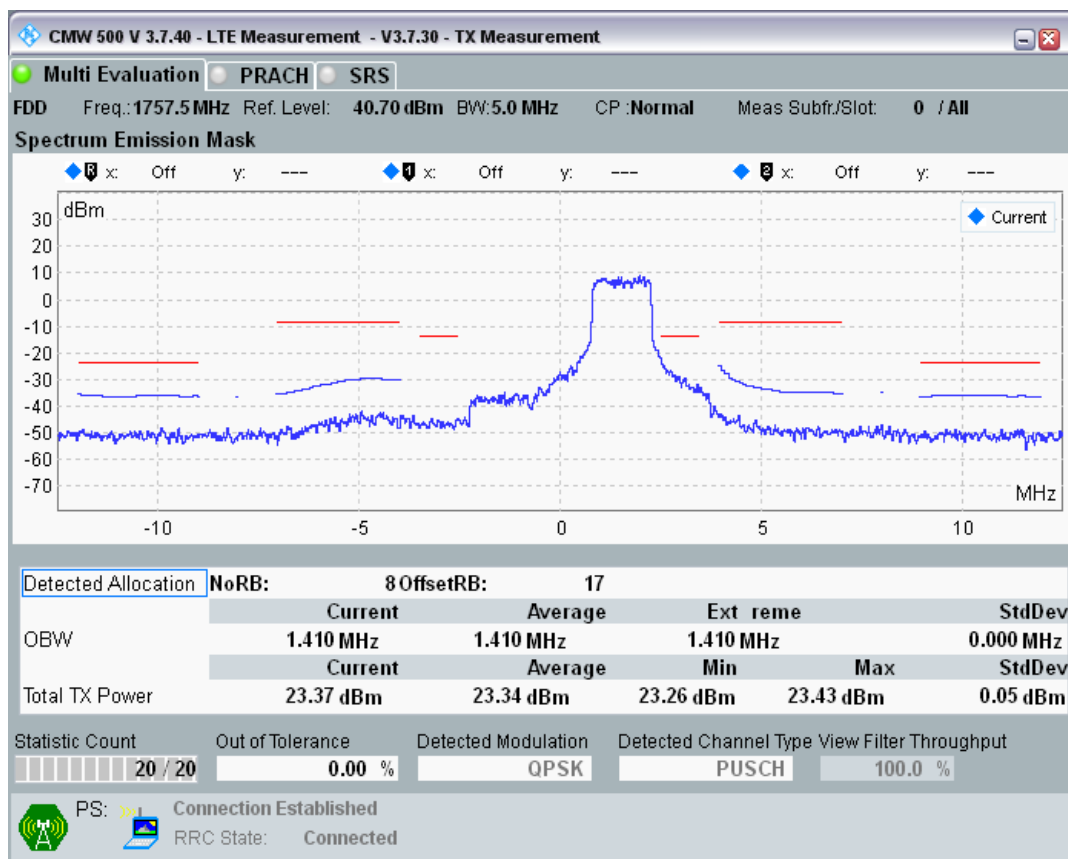 CMW 500 V 3.7.40 - LTE Measurement - V3.7.30 - TX Measurement
Multi Evaluation PRACH SRS
FDD Freq.: 1757.5 MHz Ref. Level: 40.70 dBm BW: 5.0 MHz CP :Normal Meas Subfr./Slot: 0 / All
Spectrum Emission Mask
R x: Off y: --- 1 x: Off y: --- 2 x: Off y: ---
dBm
Current
30
20
10
0
-10
-20
-30
-40
-50
-60
-70
MHz
-10 -5 0 5 10
Detected Allocation NoRB: 8 OffsetRB: 17
Current Average Ext reme StdDev
OBW 1.410 MHz 1.410 MHz 1.410 MHz 0.000 MHz
Current Average Min Max StdDev
Total TX Power 23.37 dBm 23.34 dBm 23.26 dBm 23.43 dBm 0.05 dBm
Statistic Count Out of Tolerance Detected Modulation Detected Channel Type View Filter Throughput
20 / 20 0.00 % QPSK PUSCH 100.0 %
PS: Connection Established
RRC State: Connected